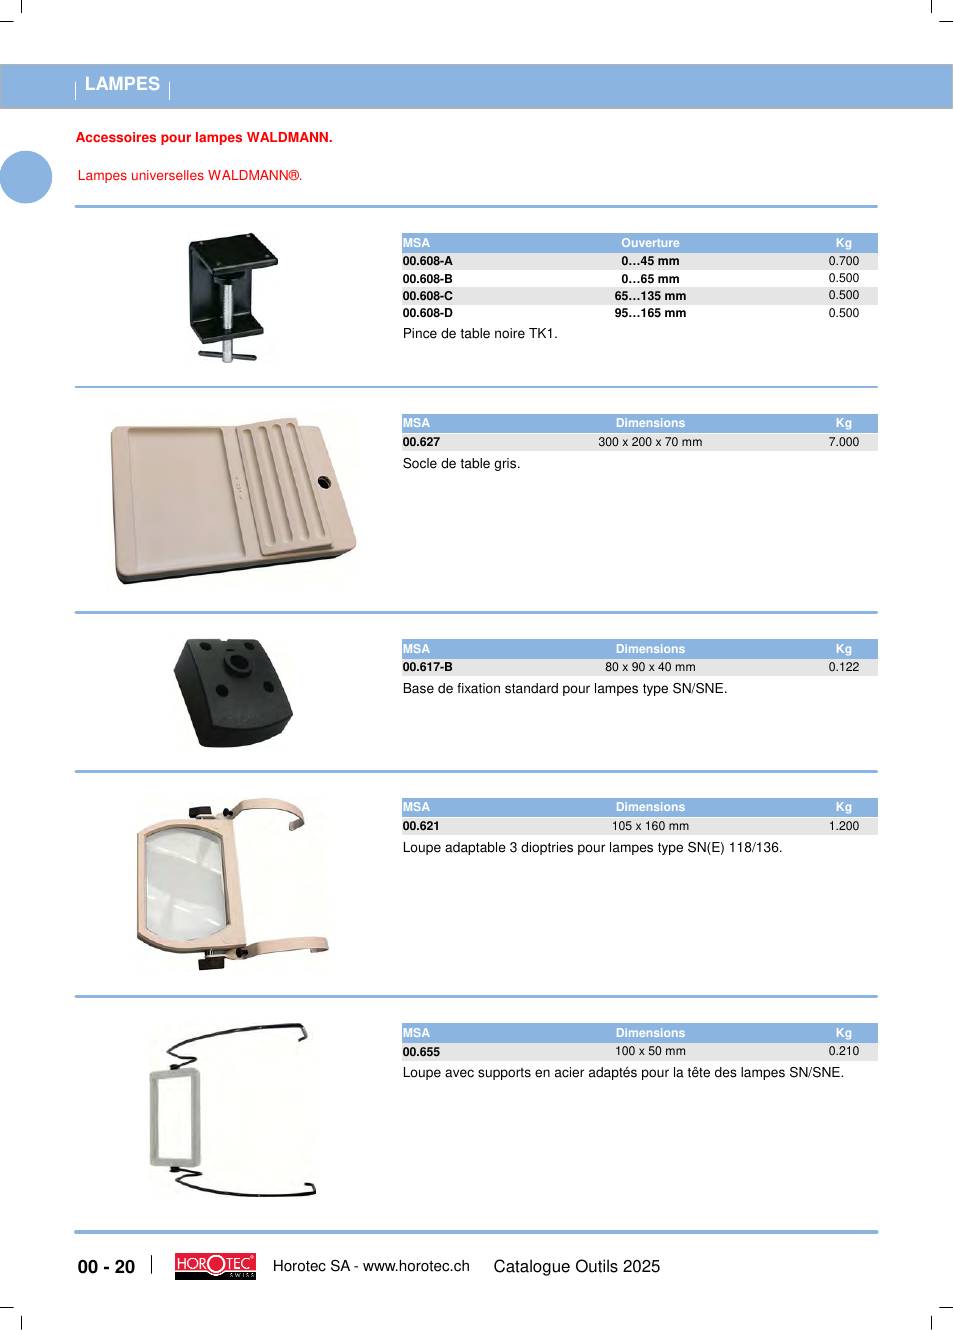 LAMPES
Accessoires pour lampes WALDMANN.
Lampes universelles WALDMANN®.
MSA Ouverture Kg
00.608-A 0…45 mm 0.700
00.608-B 0…65 mm 0.500
00.608-C 65…135 mm 0.500
00.608-D 95…165 mm 0.500
Pince de table noire TK1.
MSA Dimensions Kg
00.627 300 x 200 x 70 mm 7.000
Socle de table gris.
MSA Dimensions Kg
00.617-B 80 x 90 x 40 mm 0.122
Base de fixation standard pour lampes type SN/SNE.
MSA Dimensions Kg
00.621 105 x 160 mm 1.200
Loupe adaptable 3 dioptries pour lampes type SN(E) 118/136.
MSA Dimensions Kg
00.655 100 x 50 mm 0.210
Loupe avec supports en acier adaptés pour la tête des lampes SN/SNE.
00 - 20
HOROTEC®
SWISS
Horotec SA - www.horotec.ch Catalogue Outils 2025